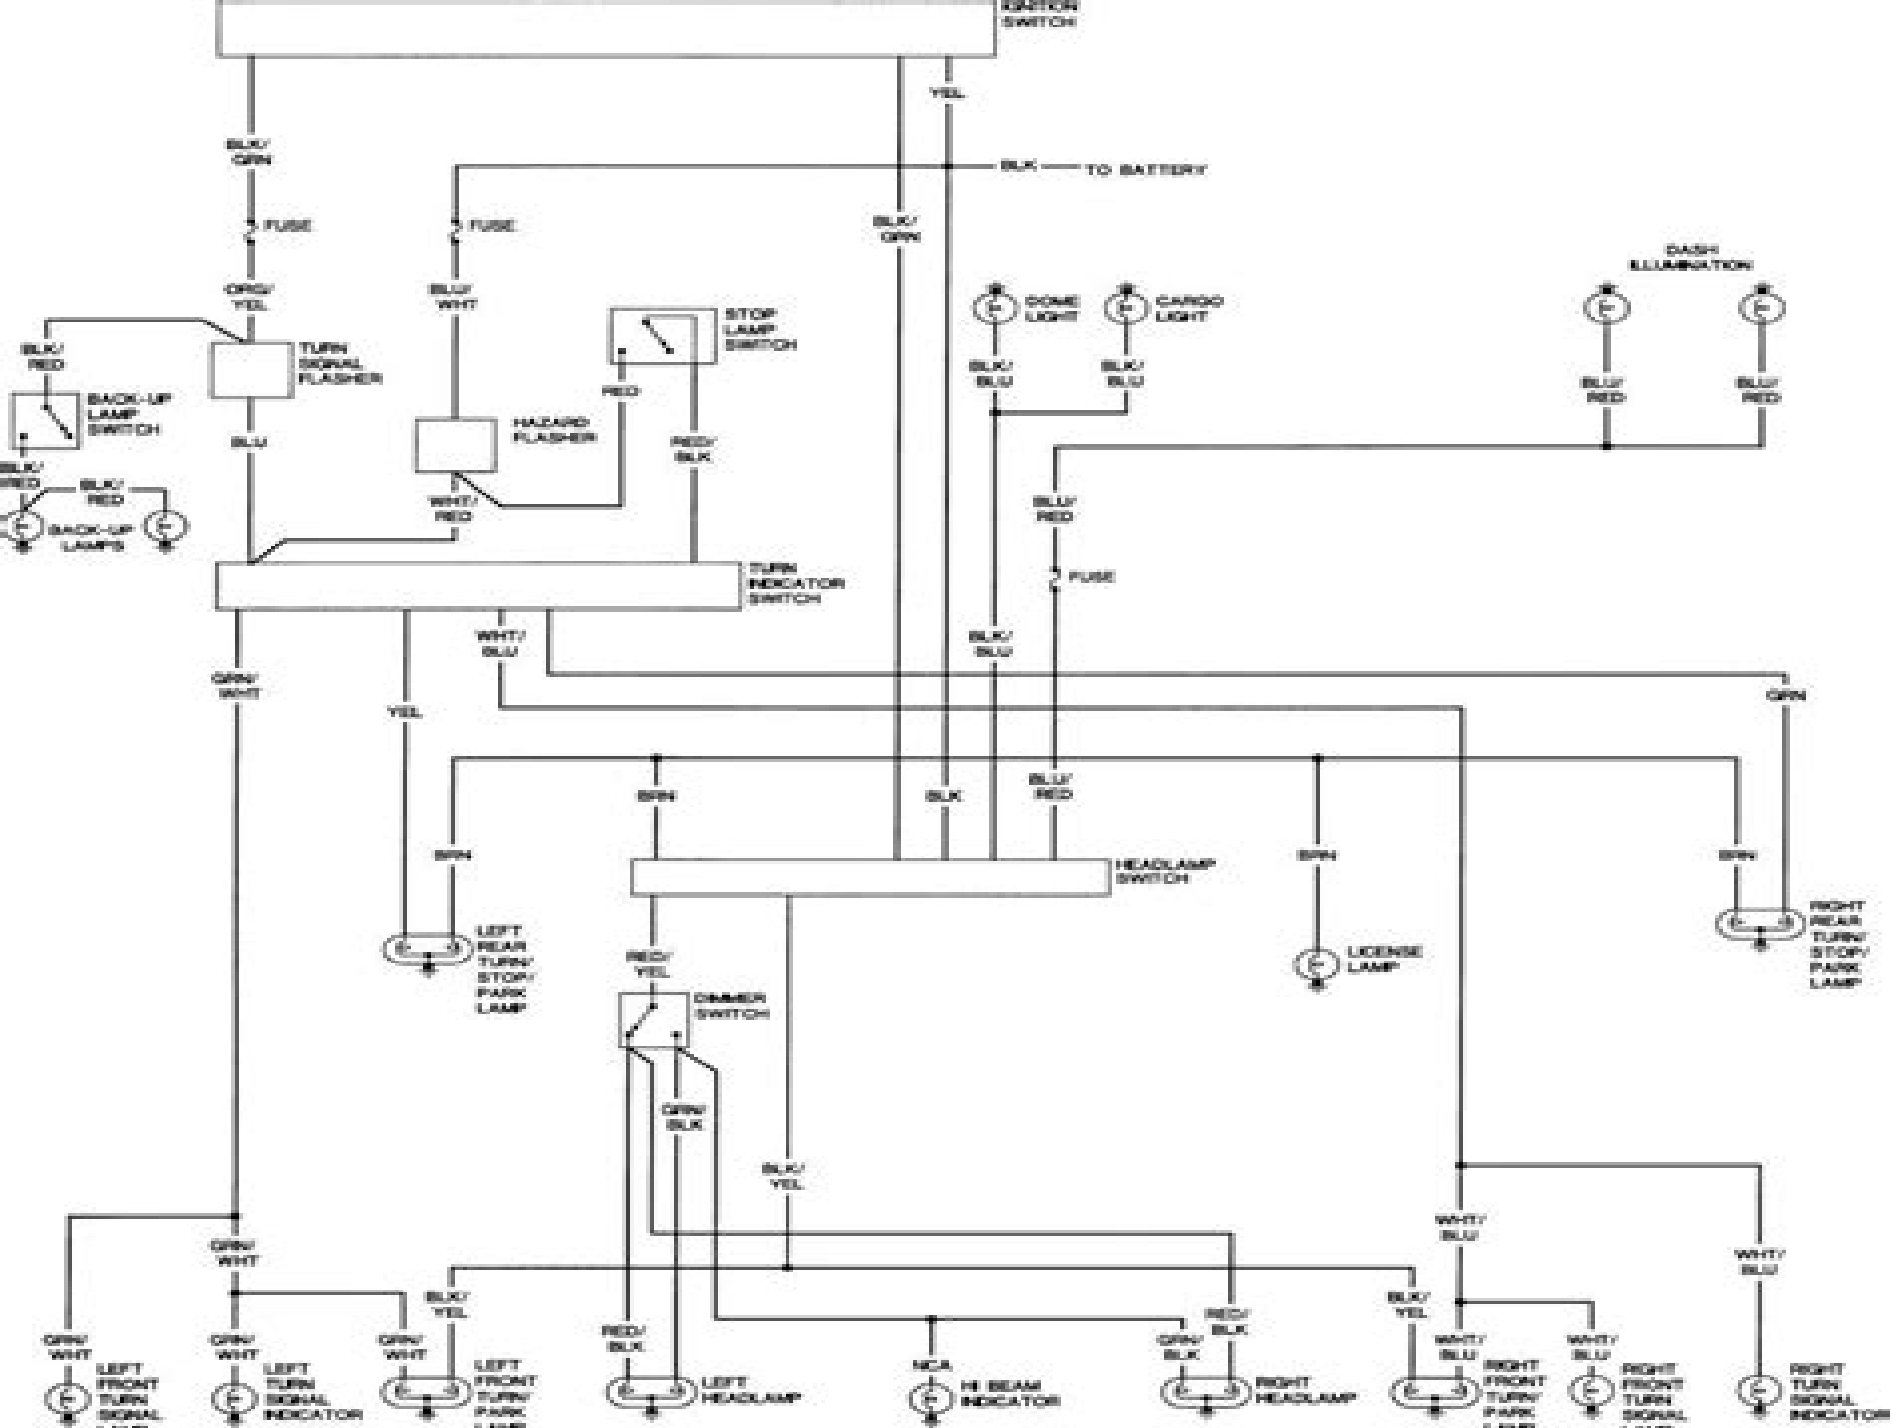 IGNITION
SWITCH
YEL
BLK/
GRN
BLK
TO BATTERY
FUSE
FUSE
BLK/
GRN
DASH
ILLUMINATION
ORG/
YEL
BLU/
WHT
DOME
LIGHT
CARGO
LIGHT
STOP
LAMP
SWITCH
BLK/
RED
TURN
SIGNAL
FLASHER
BLK/
BLU
BLK/
BLU
BLU/
RED
BLU/
RED
RED
BACK-UP
LAMP
SWITCH
BLU
HAZARD
FLASHER
RED/
BLK
BLK/
RED
BLK/
RED
WHT/
RED
BLU/
RED
BACK-UP
LAMPS
TURN
INDICATOR
SWITCH
FUSE
WHT/
BLU
BLK/
BLU
GRN/
WHT
YEL
GRN
BRN
BLK
BLU/
RED
BRN
BRN
BRN
HEADLAMP
SWITCH
LEFT
REAR
TURN/
STOP/
PARK
LAMP
RED/
YEL
LICENSE
LAMP
RIGHT
REAR
TURN/
STOP/
PARK
LAMP
DIMMER
SWITCH
GRN/
BLK
BLK/
YEL
WHT/
BLU
GRN/
WHT
WHT/
BLU
BLK/
YEL
BLK/
YEL
GRN/
WHT
GRN/
WHT
GRN/
WHT
RED/
BLK
NCA
GRN/
BLK
RED/
BLK
WHT/
BLU
WHT/
BLU
LEFT
FRONT
TURN
SIGNAL
LAMP
LEFT
TURN
SIGNAL
INDICATOR
LEFT
FRONT
TURN/
PARK
LAMP
LEFT
HEADLAMP
HI BEAM
INDICATOR
RIGHT
HEADLAMP
RIGHT
FRONT
TURN/
PARK
LAMP
RIGHT
FRONT
TURN
SIGNAL
LAMP
RIGHT
TURN
SIGNAL
INDICATOR